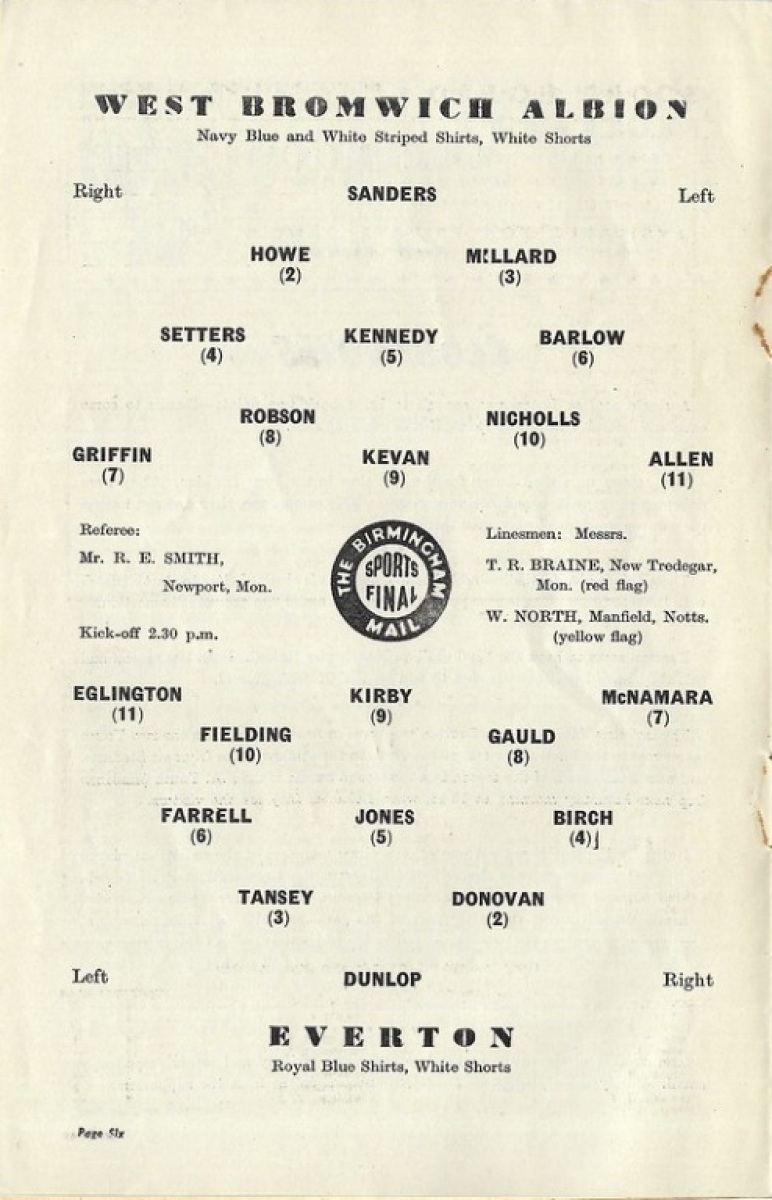 WEST BROMWICH ALBION
Navy Blue and White Striped Shirts, White Shorts
Right SANDERS Left
HOWE MILLARD
(2) (3)
SETTERS KENNEDY BARLOW
(4) (5) (6)
ROBSON NICHOLLS
(8) (10)
GRIFFIN KEVAN ALLEN
(7) (9) (11)
Referee:
Mr. R. E. SMITH,
Newport, Mon.
Kick-off 2.30 p.m.
THE BIRMINGHAM
SPORTS
FINAL
MAIL
Linesmen: Messrs.
T. R. BRAINE, New Tredegar,
Mon. (red flag)
W. NORTH, Manfield, Notts.
(yellow flag)
EGLINGTON KIRBY McNAMARA
(11) (9) (7)
FIELDING GAULD
(10) (8)
FARRELL JONES BIRCH
(6) (5) (4)
TANSEY DONOVAN
(3) (2)
Left DUNLOP Right
EVERTON
Royal Blue Shirts, White Shorts
Page Six